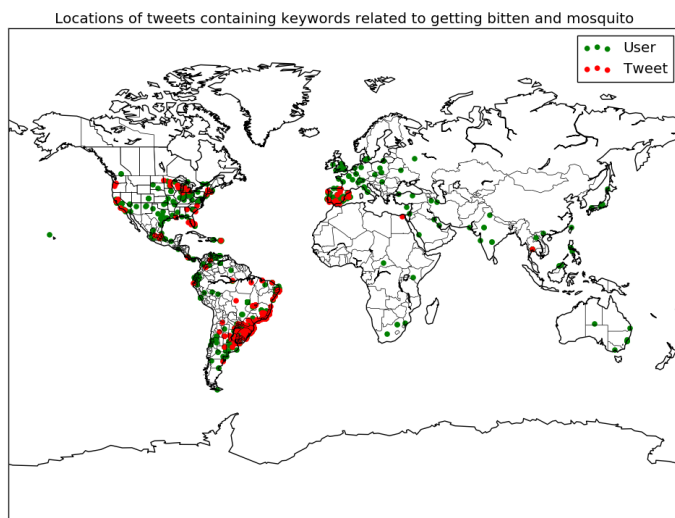 Locations of tweets containing keywords related to getting bitten and mosquito
User
Tweet